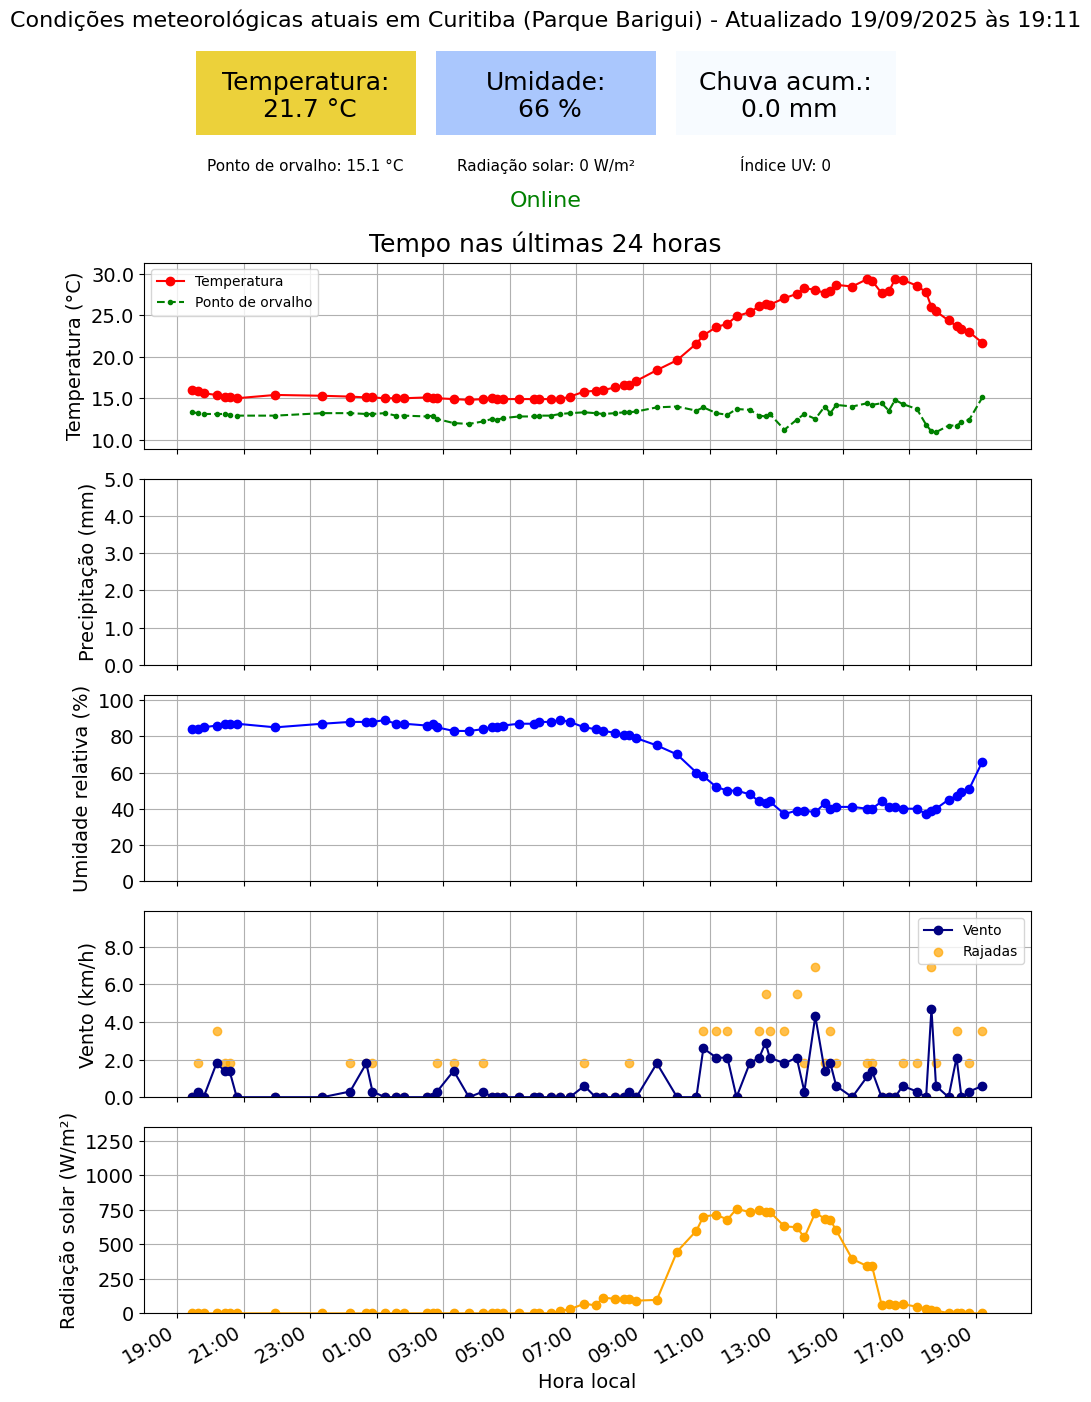 Condições meteorológicas atuais em Curitiba (Parque Barigui) - Atualizado 19/09/2025 às 19:11
Temperatura:
21.7 °C
Umidade:
66 %
Chuva acum.:
0.0 mm
Ponto de orvalho: 15.1 °C
Radiação solar: 0 W/m²
Índice UV: 0
Online
Tempo nas últimas 24 horas
Temperatura (°C)
30.0
25.0
20.0
15.0
10.0
Temperatura
Ponto de orvalho
Precipitação (mm)
5.0
4.0
3.0
2.0
1.0
0.0
Umidade relativa (%)
100
80
60
40
20
0
Vento (km/h)
8.0
6.0
4.0
2.0
0.0
Vento
Rajadas
Radiação solar (W/m²)
1250
1000
750
500
250
0
19:00
21:00
23:00
01:00
03:00
05:00
07:00
09:00
11:00
13:00
15:00
17:00
19:00
Hora local